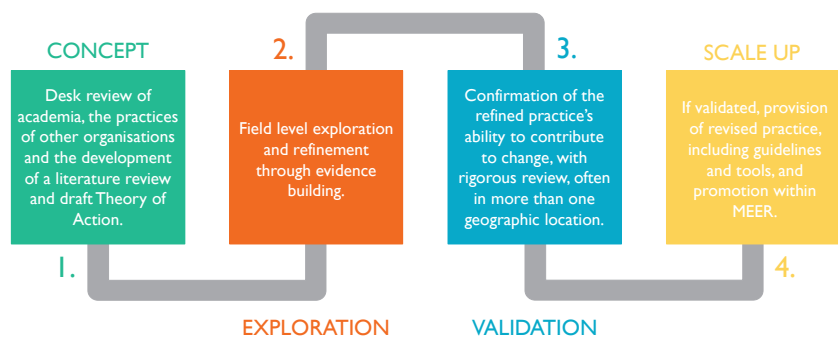 CONCEPT
1.
Desk review of
academia, the practices
of other organisations
and the development
of a literature review
and draft Theory of
Action.
2.
EXPLORATION
Field level exploration
and refinement
through evidence
building.
3.
VALIDATION
Confirmation of the
refined practice's
ability to contribute
to change, with
rigorous review, often
in more than one
geographic location.
SCALE UP
4.
If validated, provision
of revised practice,
including guidelines
and tools, and
promotion within
MEER.